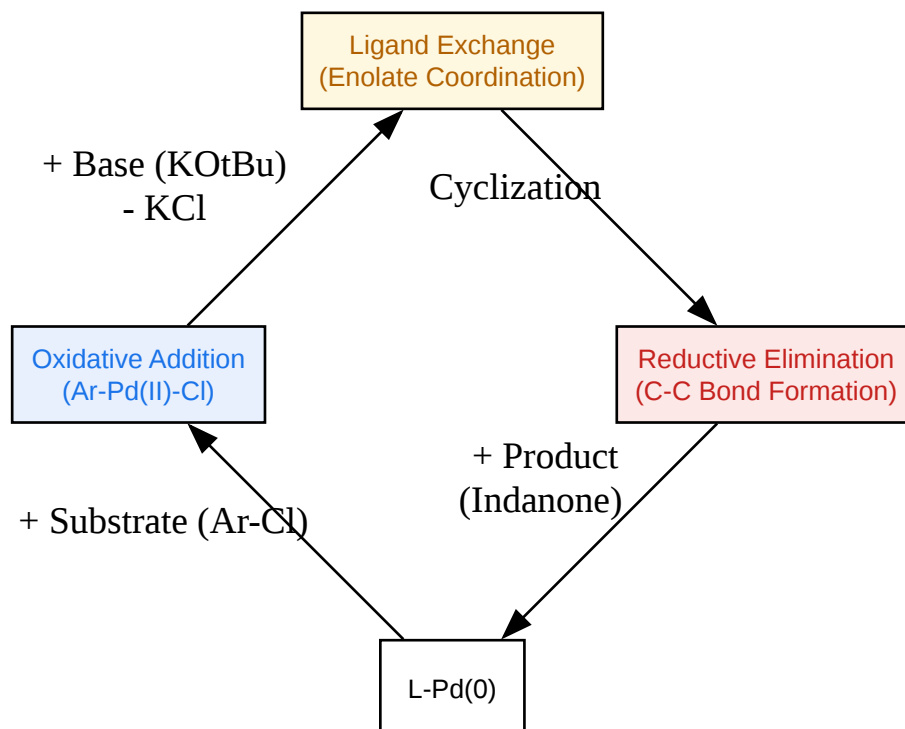 Ligand Exchange
(Enolate Coordination)
+ Base (KOtBu)
- KCl
Cyclization
Oxidative Addition
(Ar-Pd(II)-Cl)
Reductive Elimination
(C-C Bond Formation)
+ Product
(Indanone)
+ Substrate (Ar-Cl)
L-Pd(0)